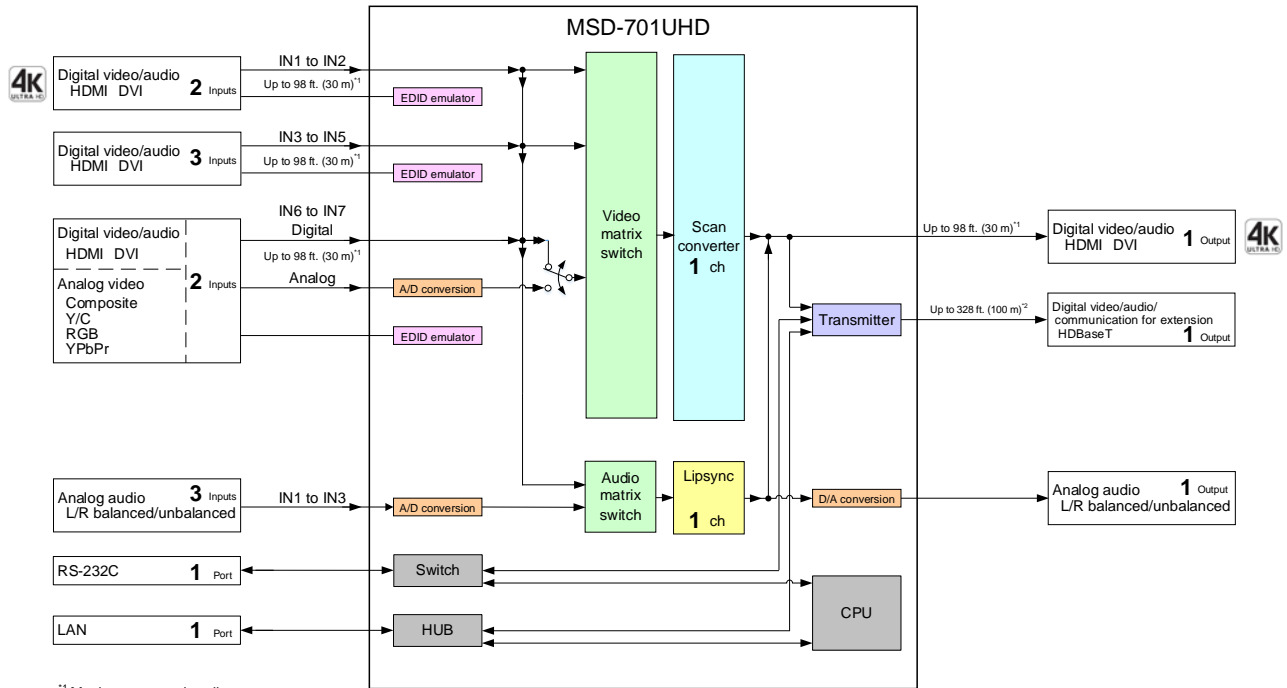 MSD-701UHD
4K
ULTRA HD
Digital video/audio
HDMI DVI
2 Inputs
IN1 to IN2
Up to 98 ft. (30 m)*1
EDID emulator
Digital video/audio
HDMI DVI
3 Inputs
IN3 to IN5
Up to 98 ft. (30 m)*1
EDID emulator
Digital video/audio
HDMI DVI
Analog video
Composite
Y/C
RGB
YPbPr
2 Inputs
IN6 to IN7
Digital
Up to 98 ft. (30 m)*1
Analog
A/D conversion
EDID emulator
Video
matrix
switch
Scan
converter
1 ch
Transmitter
Up to 98 ft. (30 m)*1
Digital video/audio
HDMI DVI
1 Output
4K
ULTRA HD
Up to 328 ft. (100 m)*2
Digital video/audio/
communication for extension
HDBaseT
1 Output
Analog audio
L/R balanced/unbalanced
3 Inputs
IN1 to IN3
A/D conversion
Audio
matrix
switch
Lipsync
1 ch
D/A conversion
Analog audio
L/R balanced/unbalanced
1 Output
RS-232C
1 Port
Switch
CPU
LAN
1 Port
HUB